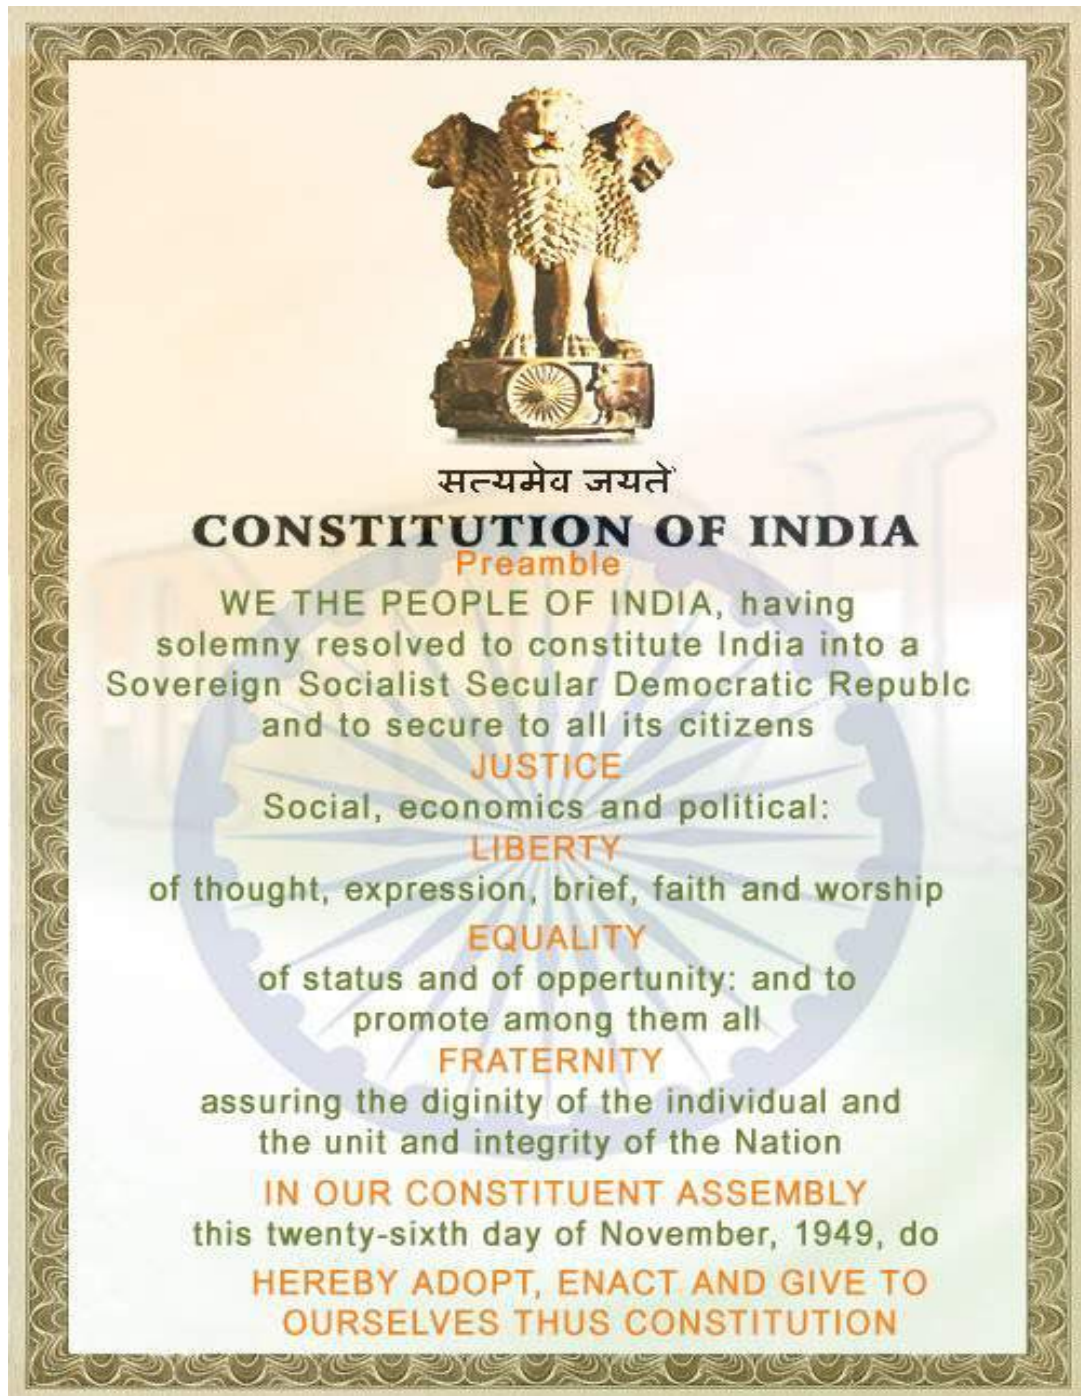 सत्यमेव जयते
CONSTITUTION OF INDIA
Preamble
WE THE PEOPLE OF INDIA, having
solemny resolved to constitute India into a
Sovereign Socialist Secular Democratic Republc
and to secure to all its citizens
JUSTICE
Social, economics and political:
LIBERTY
of thought, expression, brief, faith and worship
EQUALITY
of status and of oppertunity: and to
promote among them all
FRATERNITY
assuring the diginity of the individual and
the unit and integrity of the Nation
IN OUR CONSTITUENT ASSEMBLY
this twenty-sixth day of November, 1949, do
HEREBY ADOPT, ENACT AND GIVE TO
OURSELVES THUS CONSTITUTION